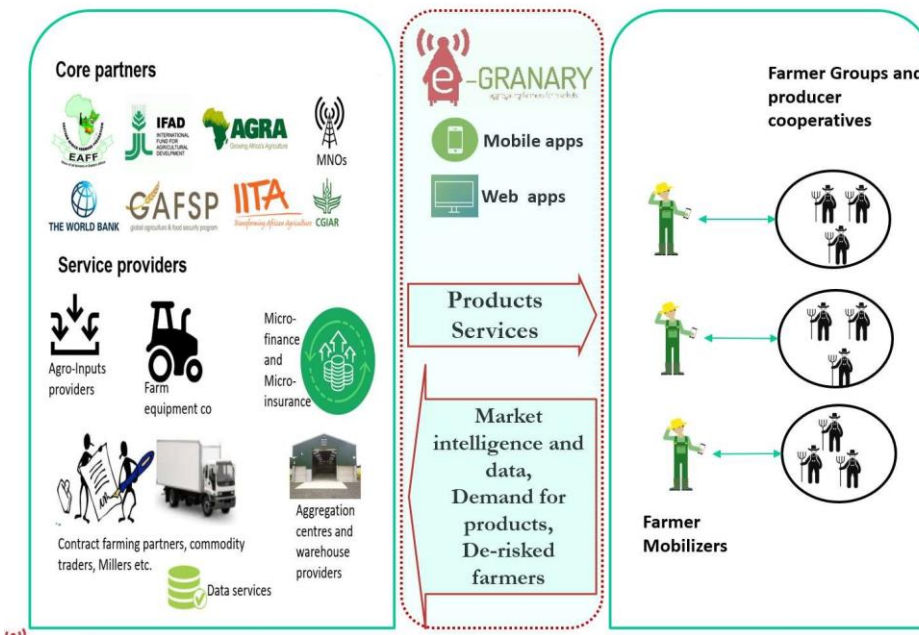 Core partners
EAFF
IFAD
INTERNATIONAL
FUND FOR
AGRICULTURAL
DEVELOPMENT
AGRA
Growing Africa's Agriculture
MNOs
THE WORLD BANK
GAFSP
global agriculture & food security program
IITA
Transforming African Agriculture
CGIAR
Service providers
Agro-Inputs
providers
Farm
equipment co
Micro-
finance
and
Micro-
insurance
Contract farming partners, commodity
traders, Millers etc.
Aggregation
centres and
warehouse
providers
Data services
e-GRANARY
Mobile apps
Web apps
Products
Services
Market
intelligence and
data,
Demand for
products,
De-risked
farmers
Farmer Groups and
producer
cooperatives
Farmer
Mobilizers